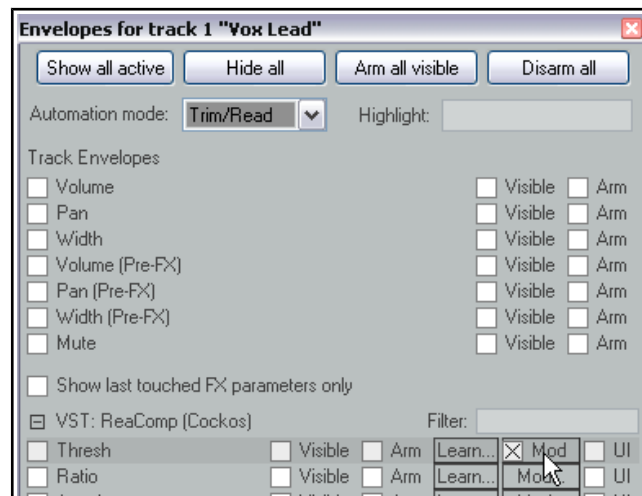 Envelopes for track 1 "Vox Lead"
Show all active Hide all Arm all visible Disarm all
Automation mode: Trim/Read Highlight:
Track Envelopes
Volume Visible Arm
Pan Visible Arm
Width Visible Arm
Volume (Pre-FX) Visible Arm
Pan (Pre-FX) Visible Arm
Width (Pre-FX) Visible Arm
Mute Visible Arm
Show last touched FX parameters only
VST: ReaComp (Cockos) Filter:
Thresh Visible Arm Learn... Mod UI
Ratio Visible Arm Learn... Mod... UI